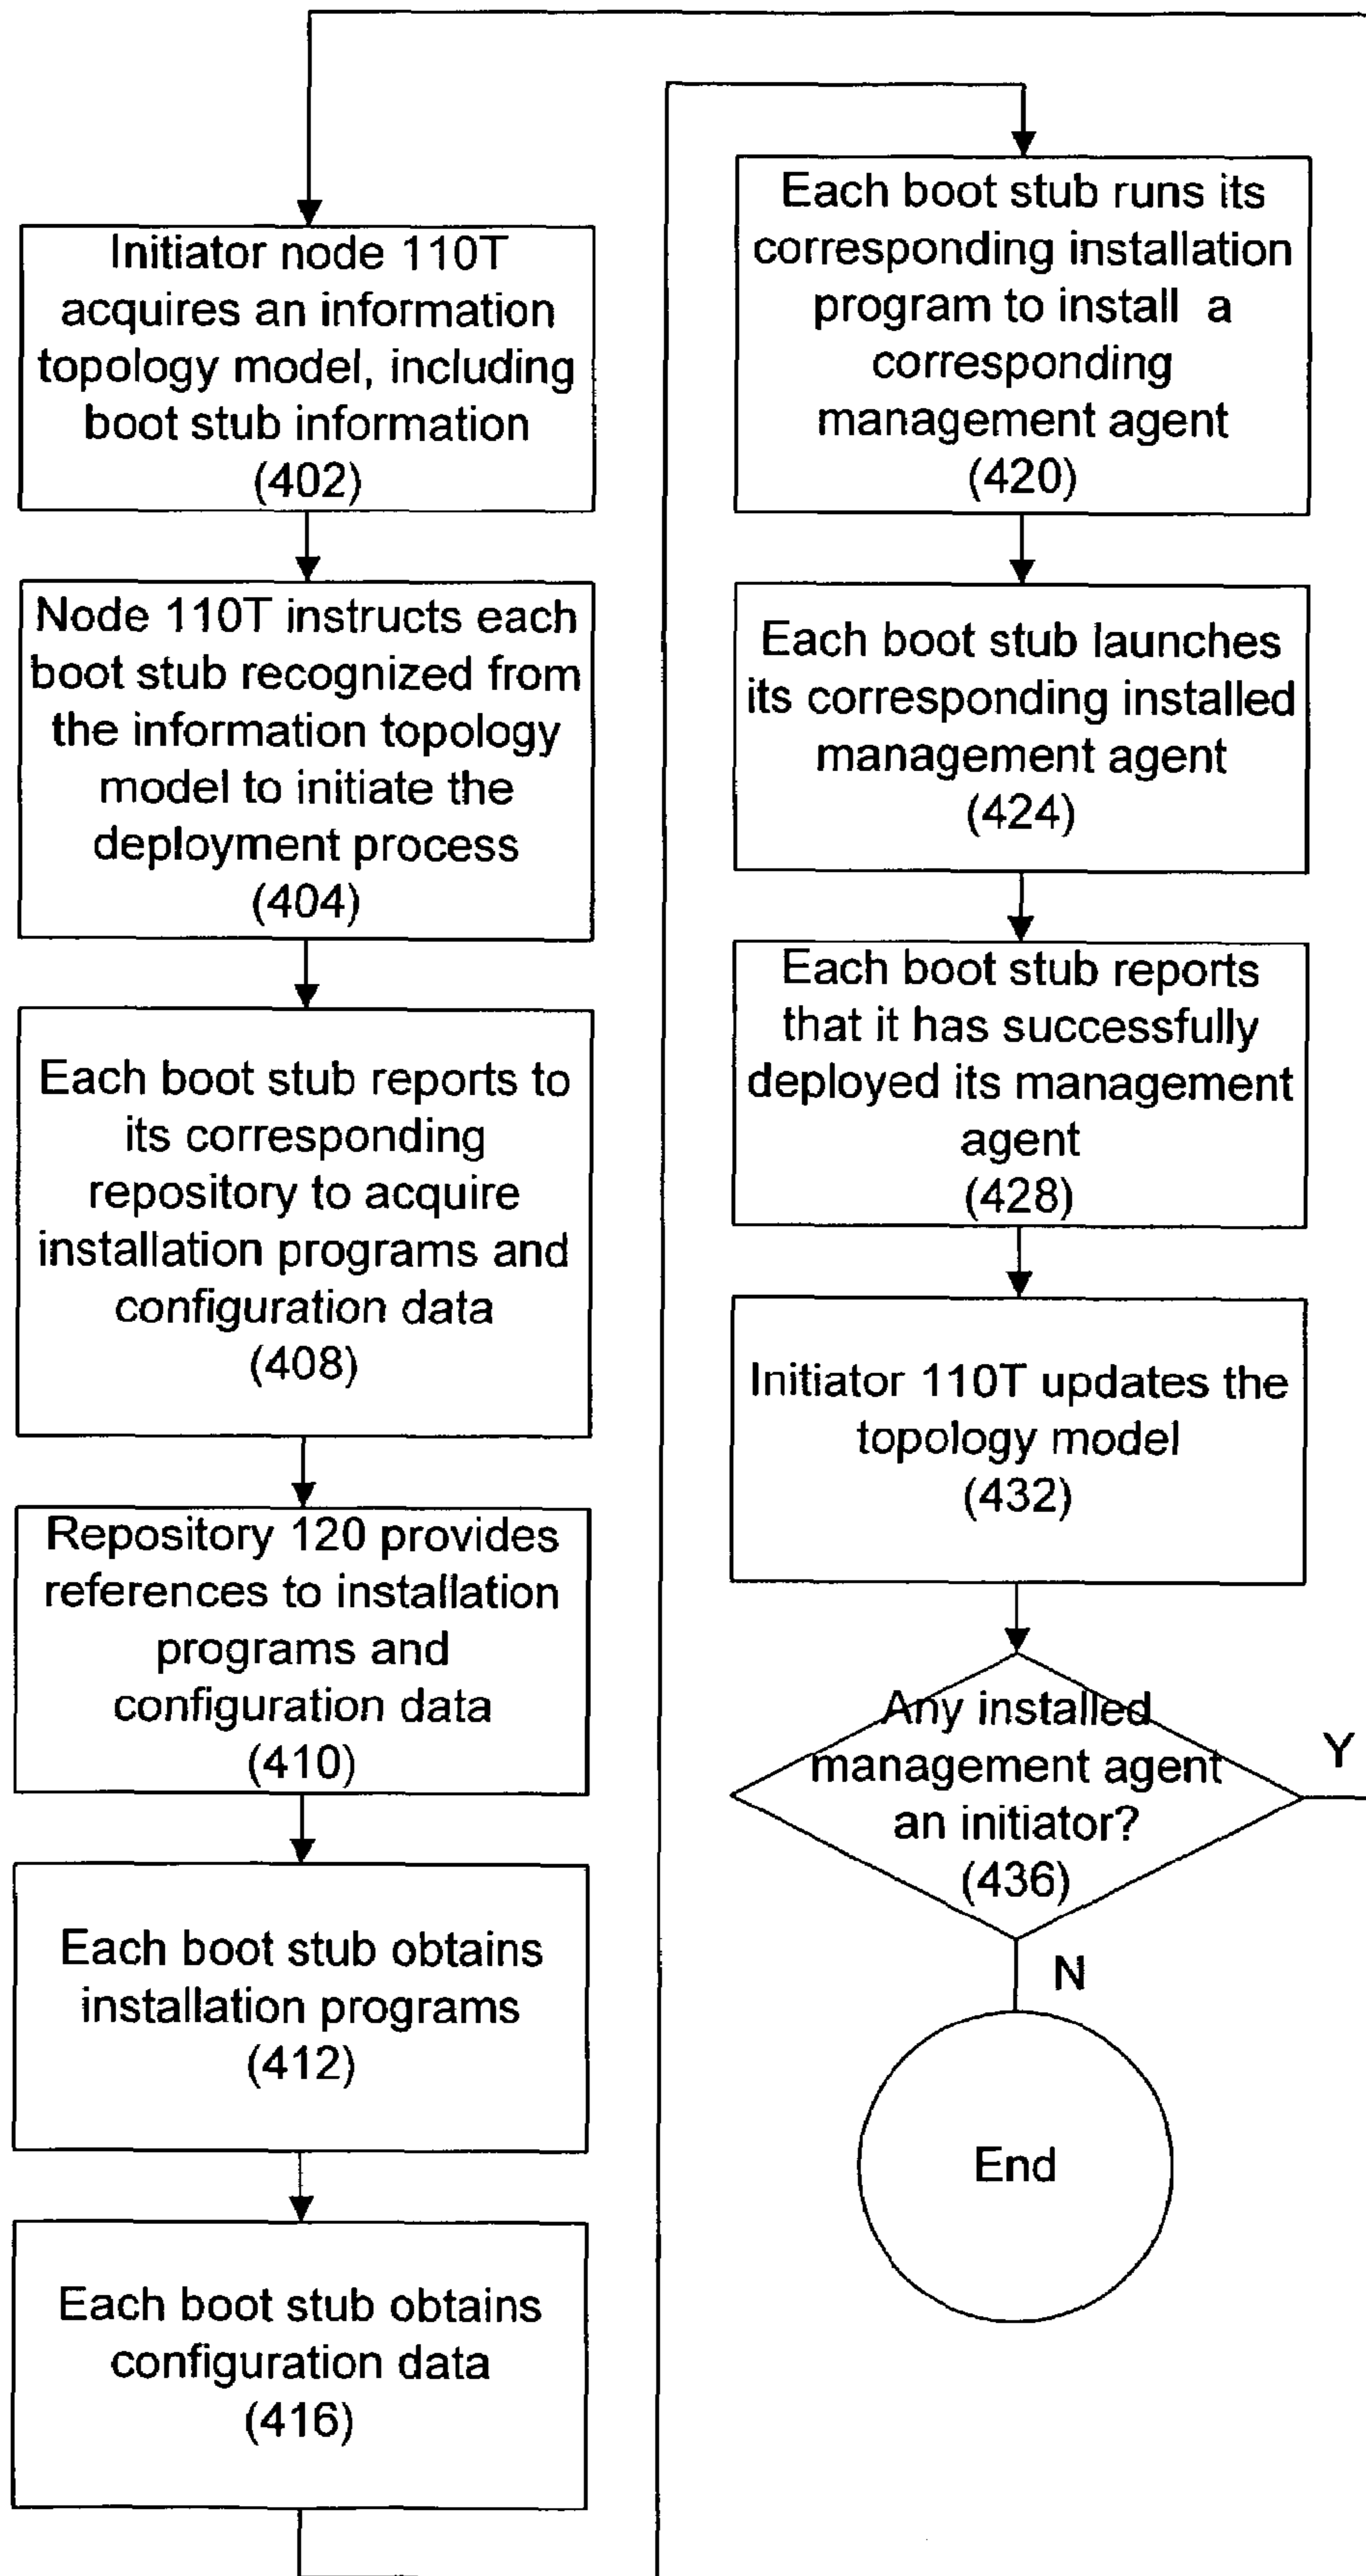 Initiator node 110T
acquires an information
topology model, including
boot stub information
(402)
Node 110T instructs each
boot stub recognized from
the information topology
model to initiate the
deployment process
(404)
Each boot stub reports to
its corresponding
repository to acquire
installation programs and
configuration data
(408)
Repository 120 provides
references to installation
programs and
configuration data
(410)
Each boot stub obtains
installation programs
(412)
Each boot stub obtains
configuration data
(416)
Each boot stub runs its
corresponding installation
program to install a
corresponding
management agent
(420)
Each boot stub launches
its corresponding installed
management agent
(424)
Each boot stub reports
that it has successfully
deployed its management
agent
(428)
Initiator 110T updates the
topology model
(432)
Any installed
management agent
an initiator?
(436)
Y
N
End